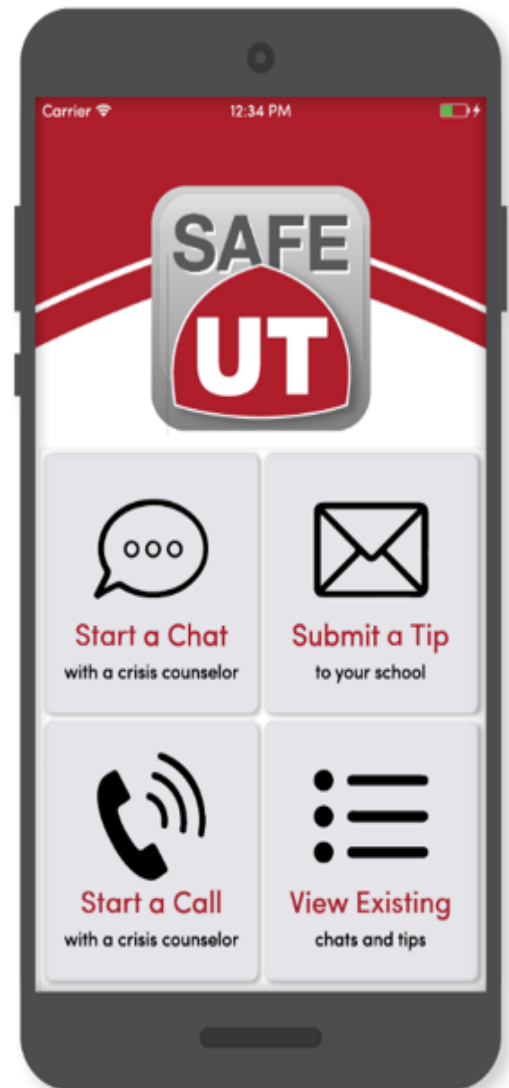 Carrier 12:34 PM
SAFE
UT
Start a Chat
with a crisis counselor
Submit a Tip
to your school
Start a Call
with a crisis counselor
View Existing
chats and tips